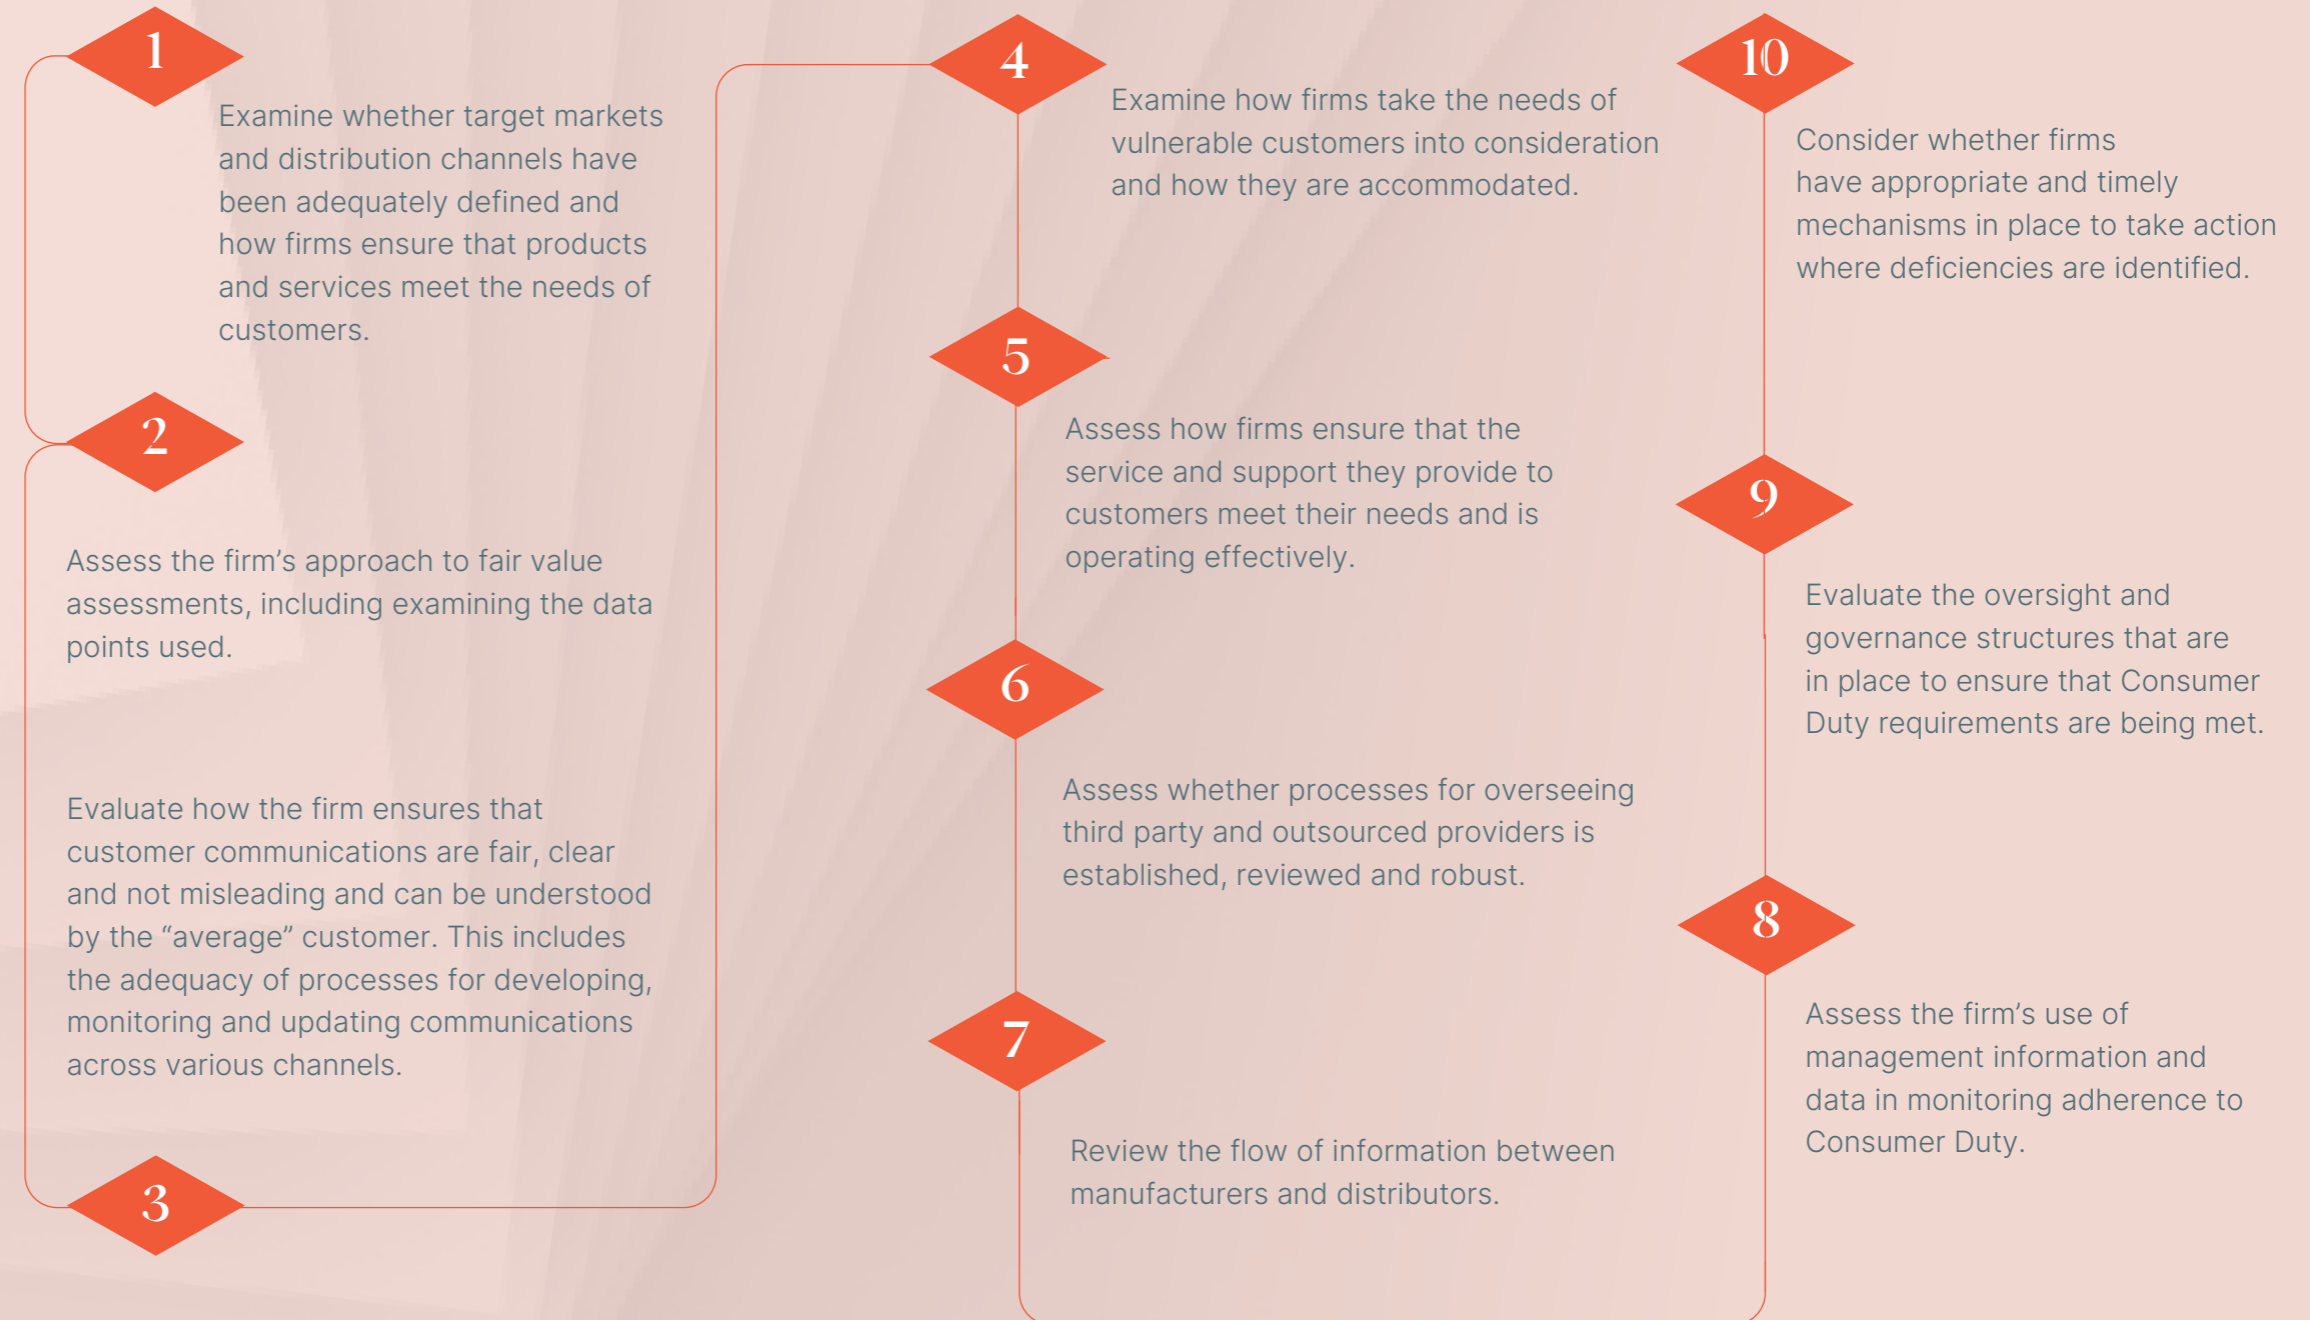 1
Examine whether target markets
and distribution channels have
been adequately defined and
how firms ensure that products
and services meet the needs of
customers.
2
Assess the firm’s approach to fair value
assessments, including examining the data
points used.
3
Evaluate how the firm ensures that
customer communications are fair, clear
and not misleading and can be understood
by the “average” customer. This includes
the adequacy of processes for developing,
monitoring and updating communications
across various channels.
4
Examine how firms take the needs of
vulnerable customers into consideration
and how they are accommodated.
5
Assess how firms ensure that the
service and support they provide to
customers meet their needs and is
operating effectively.
6
Assess whether processes for overseeing
third party and outsourced providers is
established, reviewed and robust.
7
Review the flow of information between
manufacturers and distributors.
8
Assess the firm’s use of
management information and
data in monitoring adherence to
Consumer Duty.
9
Evaluate the oversight and
governance structures that are
in place to ensure that Consumer
Duty requirements are being met.
10
Consider whether firms
have appropriate and timely
mechanisms in place to take action
where deficiencies are identified.